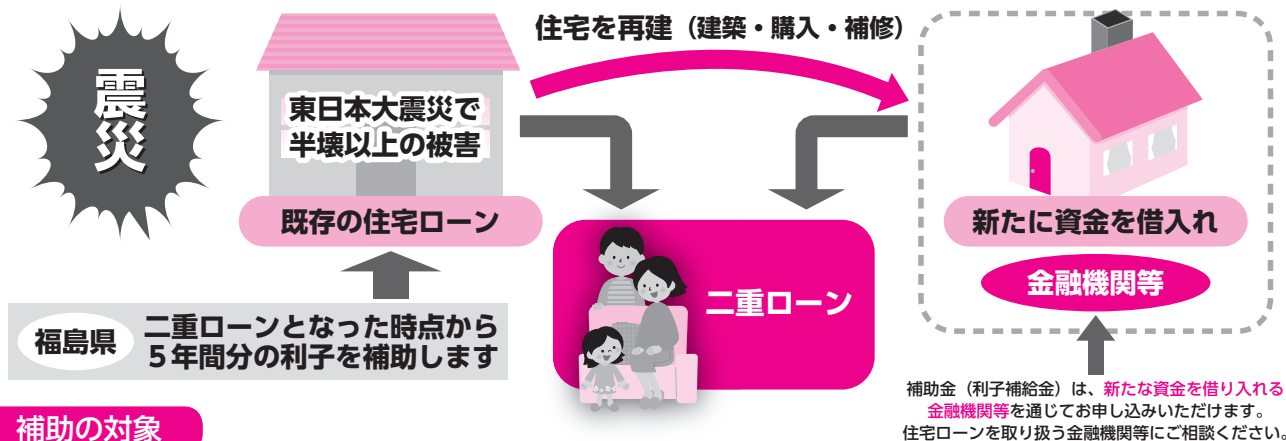 震災
東日本大震災で
半壊以上の被害
既存の住宅ローン
住宅を再建（建築・購入・補修）
二重ローン
新たに資金を借入れ
金融機関等
福島県
二重ローンとなった時点から
５年間分の利子を補助します
補助金（利子補給金）は、新たな資金を借り入れる
金融機関等を通じてお申し込みいただけます。
住宅ローンを取り扱う金融機関等にご相談ください。
補助の対象